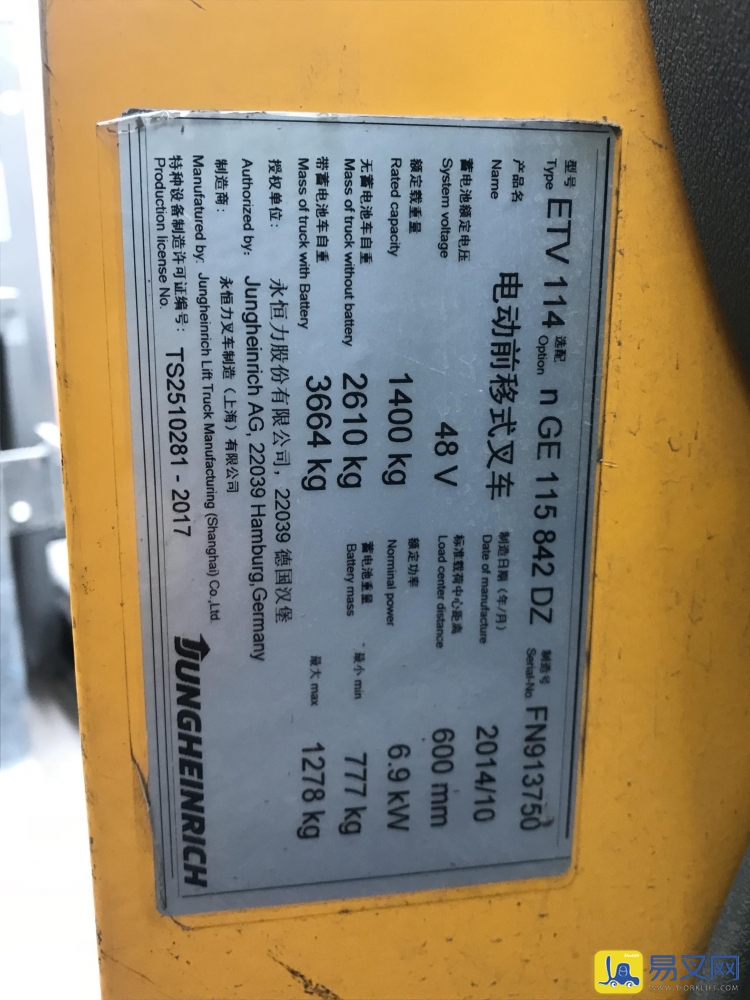 型号 Type ETV 114 选配 Option n GE 115 842 DZ 制造号 Serial-No. FN913750
产品名 Name 电动前移式叉车 制造日期(年/月) Date of manufacture 2014/10
蓄电池额定电压 System voltage 48 V 标准载荷中心距离 Load center distance 600 mm
额定载重量 Rated capacity 1400 kg 额定功率 Norminal power 6.9 kW
无蓄电池车自重 Mass of truck without battery 2610 kg 蓄电池重量 Battery mass 最小 min 777 kg
带蓄电池车自重 Mass of truck with Battery 3664 kg 最大 max 1278 kg
授权单位: 永恒力股份有限公司, 22039 德国汉堡
Authorized by: Jungheinrich AG, 22039 Hamburg,Germany
制造商: 永恒力叉车制造(上海)有限公司
Manufatured by: Jungheinrich Lift Truck Manufacturing (Shanghai) Co.,Ltd.
特种设备制造许可证编号: TS2510281 - 2017
Production license No.
JUNGHEINRICH
易叉网